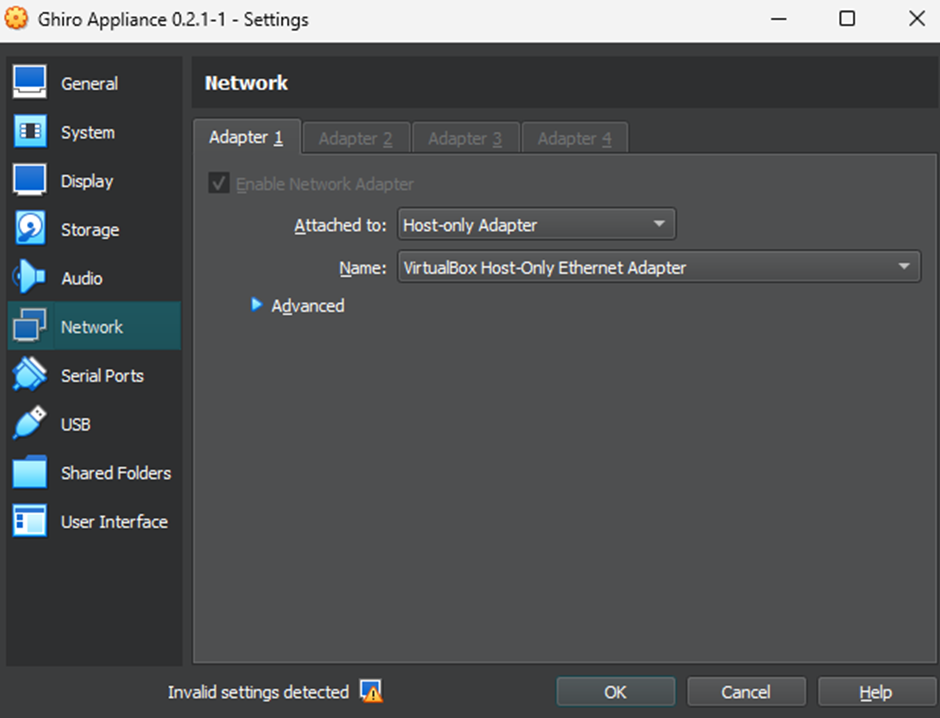 Ghiro Appliance 0.2.1-1 - Settings
General
System
Display
Storage
Audio
Network
Serial Ports
USB
Shared Folders
User Interface
Network
Adapter 1 Adapter 2 Adapter 3 Adapter 4
Enable Network Adapter
Attached to: Host-only Adapter
Name: VirtualBox Host-Only Ethernet Adapter
Advanced
Invalid settings detected OK Cancel Help